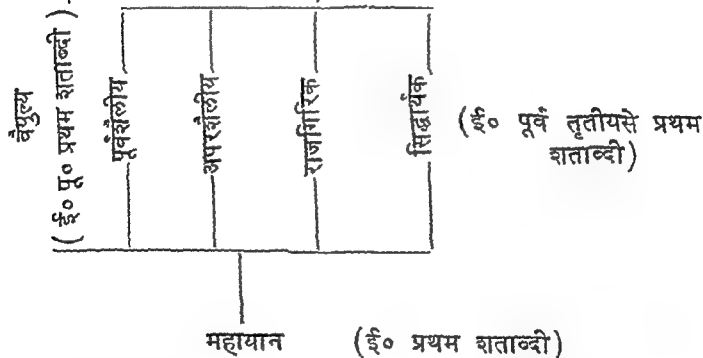 वैपुल्य
(ई० पू० प्रथम शताब्दी)
पूर्वशैलीय
अपरशैलीय
राजगिरिक
सिद्धार्थक
(ई० पूर्व तृतीयसे प्रथम
शताब्दी)
महायान (ई० प्रथम शताब्दी)